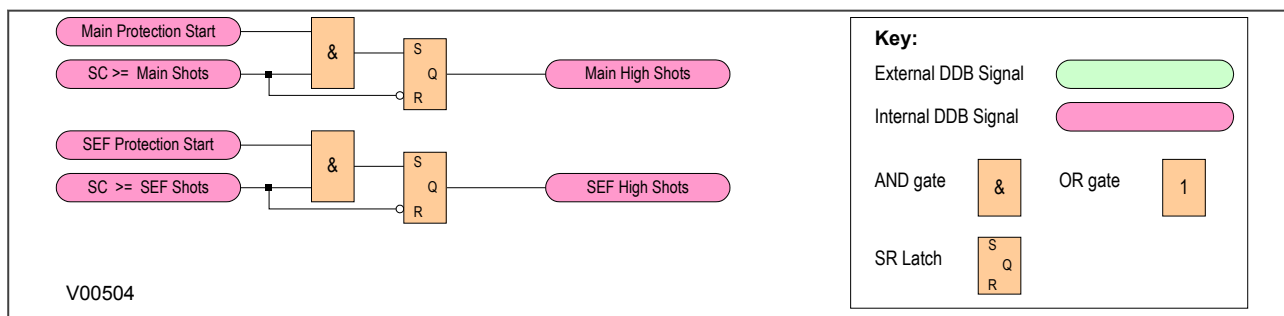 Main Protection Start
SC >= Main Shots
&
S
Q
R
Main High Shots
SEF Protection Start
SC >= SEF Shots
&
S
Q
R
SEF High Shots
V00504
Key:
External DDB Signal
Internal DDB Signal
AND gate
&
OR gate
1
SR Latch
S
Q
R